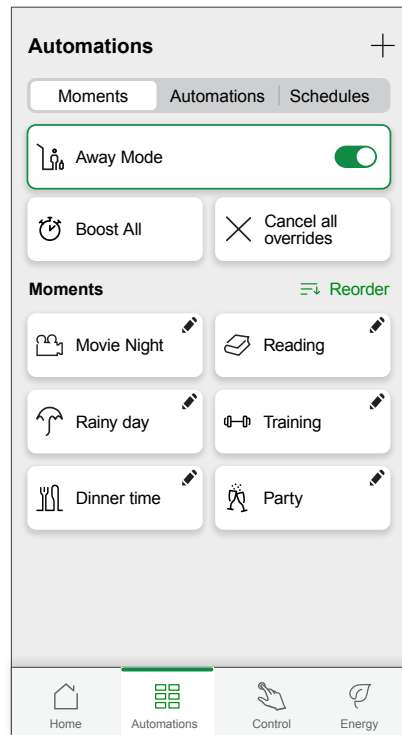 Automations
Moments Automations Schedules
Away Mode
Boost All
Cancel all
overrides
Moments
Reorder
Movie Night
Reading
Rainy day
Training
Dinner time
Party
Home Automations Control Energy